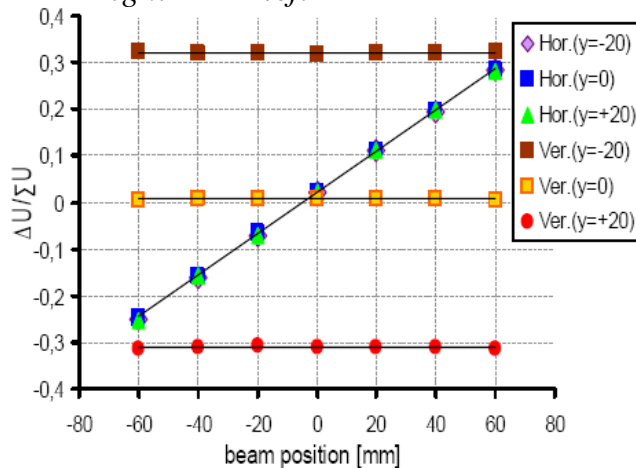 0,4
0,3
0,2
0,1
0
-0,1
-0,2
-0,3
-0,4
ΔU/ΣU
-80 -60 -40 -20 0 20 40 60 80
beam position [mm]
Hor.(y=-20)
Hor.(y=0)
Hor.(y=+20)
Ver.(y=-20)
Ver.(y=0)
Ver.(y=+20)